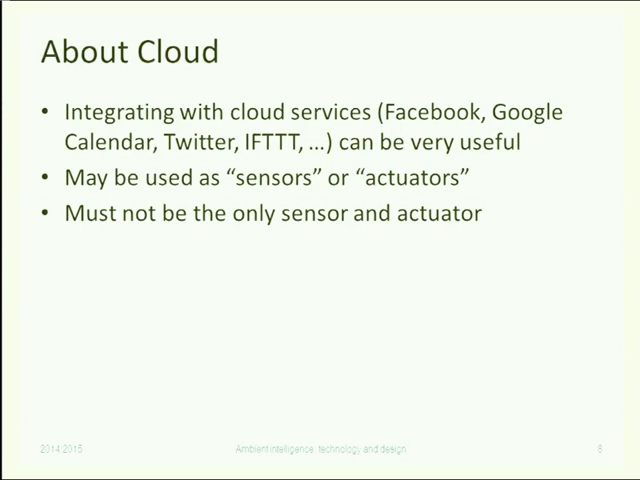 About Cloud
• Integrating with cloud services (Facebook, Google
Calendar, Twitter, IFTTT, …) can be very useful
• May be used as “sensors” or “actuators”
• Must not be the only sensor and actuator
2014 2015
Ambient intelligence: technology and design
8